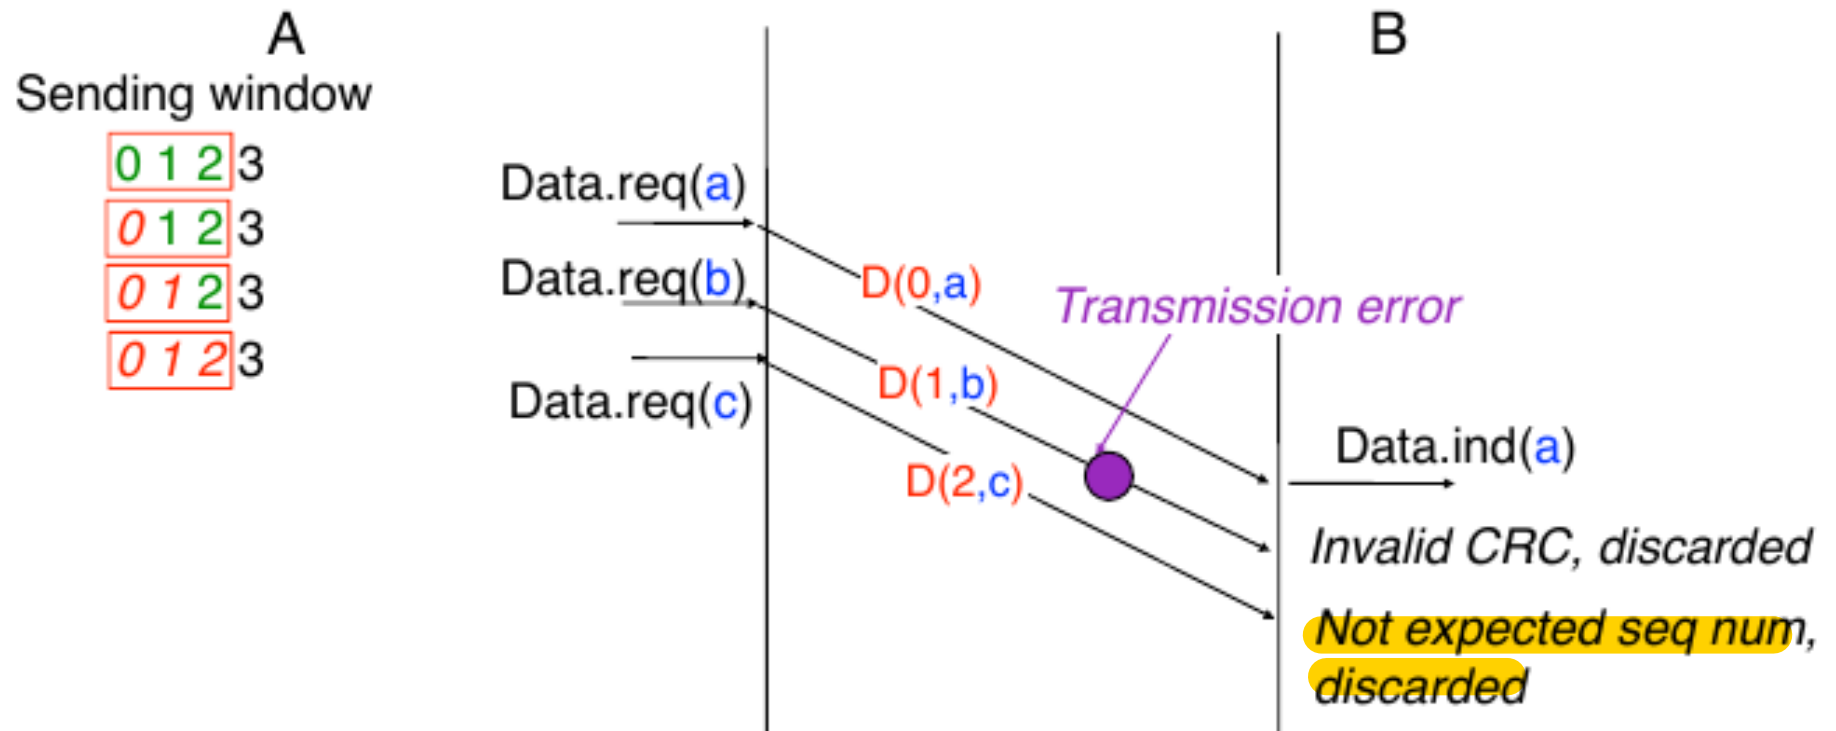 A
B
Sending window
0 1 2 3
0 1 2 3
0 1 2 3
0 1 2 3
Data.req(a)
Data.req(b)
Data.req(c)
D(0,a)
D(1,b)
D(2,c)
Transmission error
Data.ind(a)
Invalid CRC, discarded
Not expected seq num,
discarded